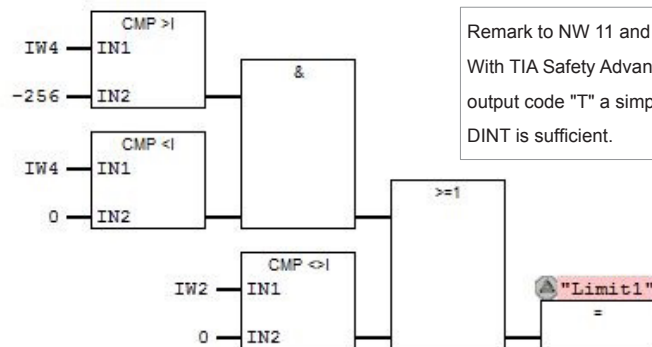 CMP >I
IW4 IN1
-256 IN2
&
CMP <I
IW4 IN1
0 IN2
>=1
CMP <>I
IW2 IN1
0 IN2
"Limit1"
=
Remark to NW 11 and
With TIA Safety Advan
output code "T" a simp
DINT is sufficient.